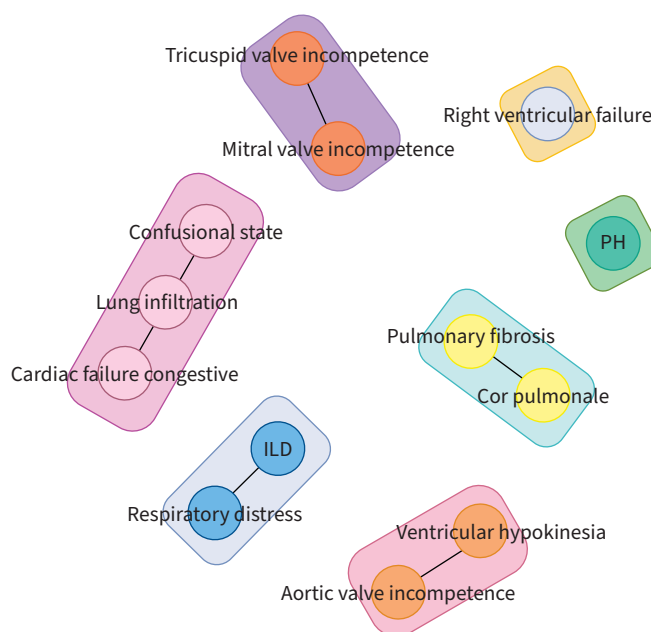 Tricuspid valve incompetence
Right ventricular failure
Mitral valve incompetence
Confusional state
PH
Lung infiltration
Pulmonary fibrosis
Cardiac failure congestive
Cor pulmonale
ILD
Respiratory distress
Ventricular hypokinesia
Aortic valve incompetence